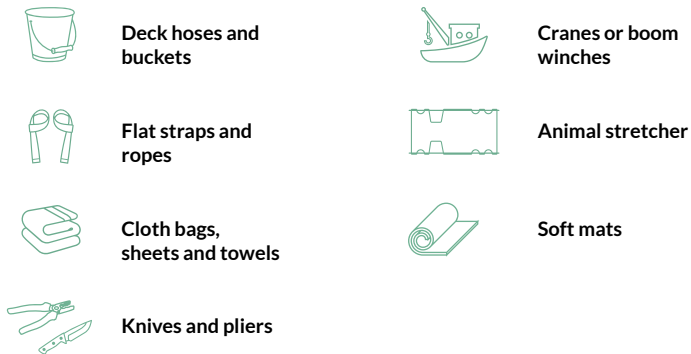 Deck hoses and
buckets
Flat straps and
ropes
Cloth bags,
sheets and towels
Knives and pliers
Cranes or boom
winches
Animal stretcher
Soft mats